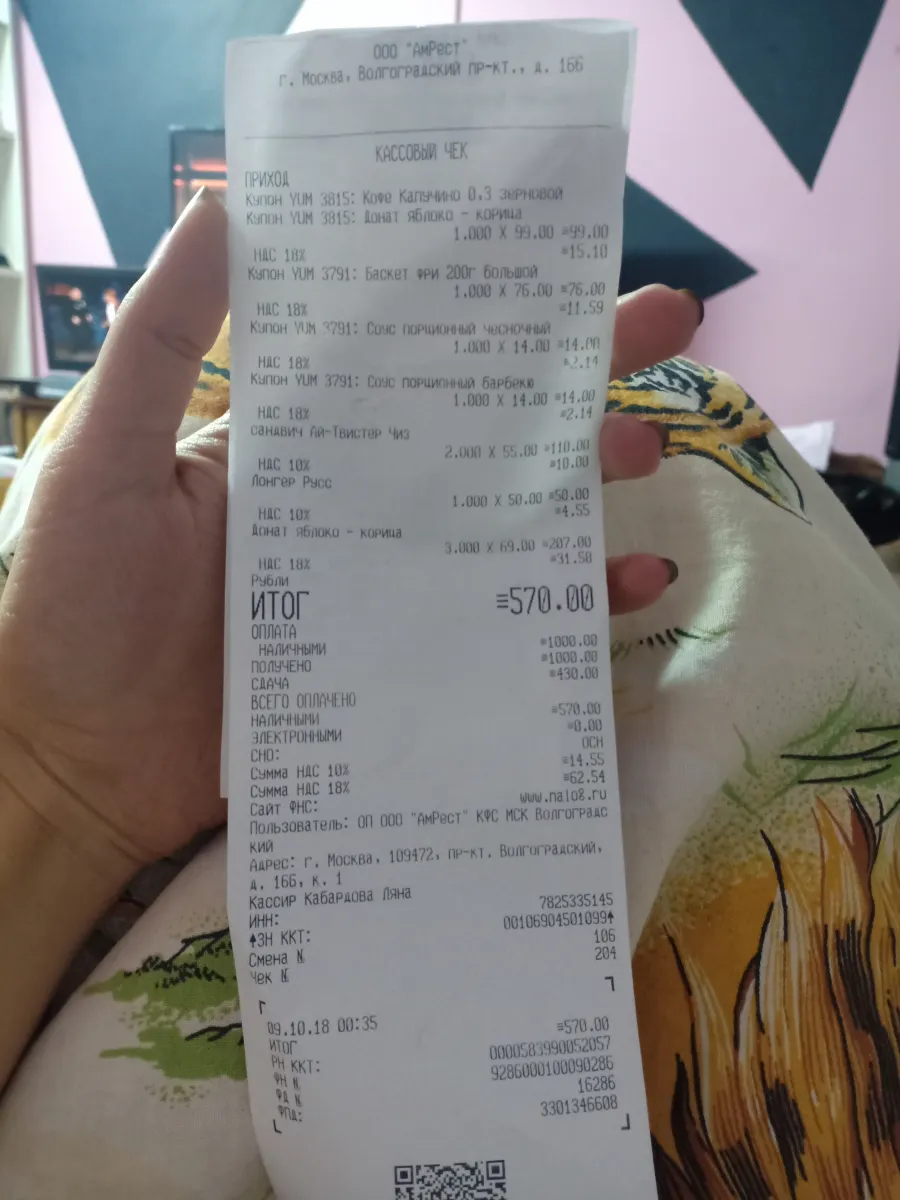 ООО "АмРест"
г. Москва, Волгоградский пр-кт., д. 166
КАССОВЫЙ ЧЕК
ПРИХОД
Купон YUM 3815: Кофе Капучино 0.3 зерновой
Купон YUM 3815: Донат яблоко - корица
1.000 X 99.00 ≡99.00
НДС 18% ≡15.10
Купон YUM 3791: Баскет фри 200г большой
1.000 X 76.00 ≡76.00
НДС 18% ≡11.59
Купон YUM 3791: Соус порционный чесночный
1.000 X 14.00 ≡14.00
НДС 18% ≡2.14
Купон YUM 3791: Соус порционный барбекю
1.000 X 14.00 ≡14.00
НДС 18% ≡2.14
сандвич Ай-Твистер Чиз
2.000 X 55.00 ≡110.00
НДС 10% ≡10.00
Лонгер Русс
1.000 X 50.00 ≡50.00
НДС 10% ≡4.55
Донат яблоко - корица
3.000 X 69.00 ≡207.00
НДС 18% ≡31.58
Рубли
ИТОГ ≡570.00
ОПЛАТА
НАЛИЧНЫМИ ≡1000.00
ПОЛУЧЕНО ≡1000.00
СДАЧА ≡430.00
ВСЕГО ОПЛАЧЕНО
НАЛИЧНЫМИ ≡570.00
ЭЛЕКТРОННЫМИ ≡0.00
СНО: ОСН
Сумма НДС 10% ≡14.55
Сумма НДС 18% ≡62.54
Сайт ФНС: www.nalog.ru
Пользователь: ОП ООО "АмРест" КФС МСК Волгоградс
кий
Адрес: г. Москва, 109472, пр-кт. Волгоградский,
д. 166, к. 1
Кассир Кабардова Ляна
ИНН: 7825335145
↑ЗН ККТ: 00106904501099↑
Смена № 106
Чек № 204
09.10.18 00:35
ИТОГ ≡570.00
РН ККТ: 0000583990052057
ФН № 9286000100090286
ФД № 16286
ФПД: 3301346608